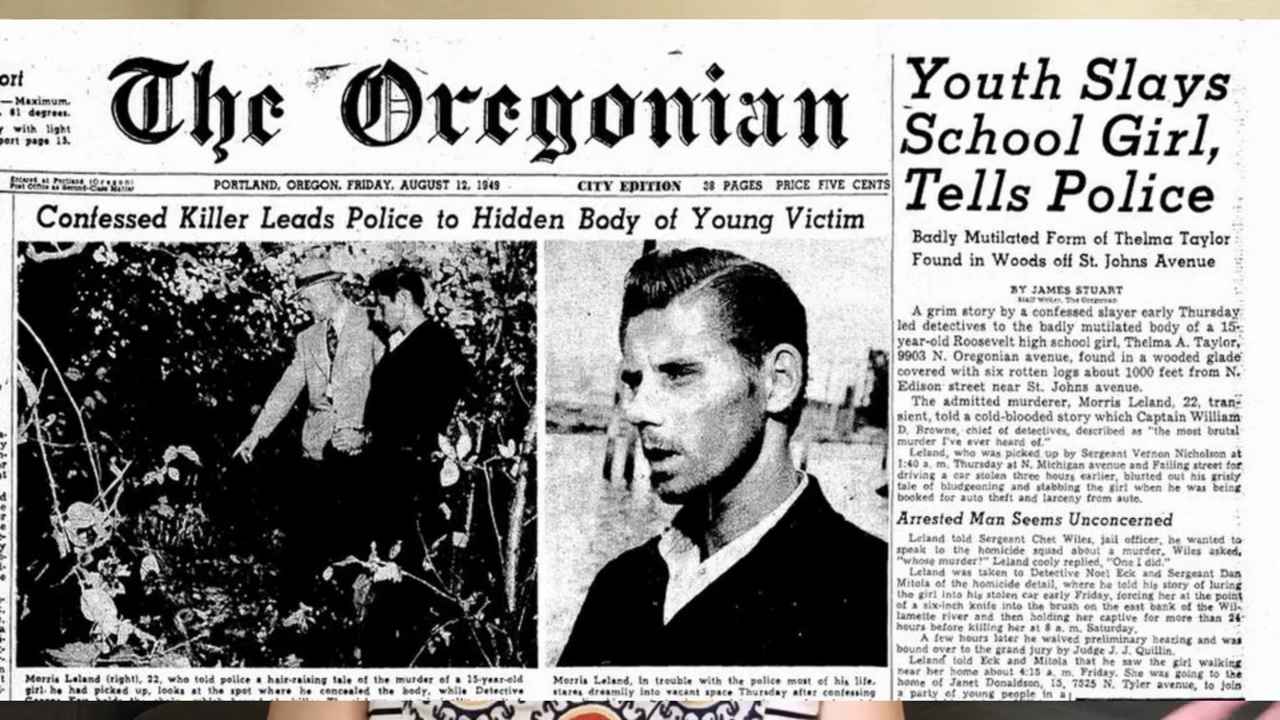 ort
—Maximum,
61 degrees.
y with light
port page 15.
The Oregonian
Entered at Portland (Oregon)
Post Office as Second-Class Matter
PORTLAND, OREGON, FRIDAY, AUGUST 12, 1949
CITY EDITION
38 PAGES
PRICE FIVE CENTS
Confessed Killer Leads Police to Hidden Body of Young Victim
Morris Leland (right), 22, who told police a hair-raising tale of the murder of a 15-year-old
girl he had picked up, looks at the spot where he concealed the body, while Detective
Morris Leland, in trouble with the police most of his life,
stares dreamily into vacant space Thursday after confessing
Youth Slays
School Girl,
Tells Police
Badly Mutilated Form of Thelma Taylor
Found in Woods off St. Johns Avenue
BY JAMES STUART
Staff Writer, The Oregonian
A grim story by a confessed slayer early Thursday
led detectives to the badly mutilated body of a 15-
year-old Roosevelt high school girl, Thelma A. Taylor,
9903 N. Oregonian avenue, found in a wooded glade
covered with six rotten logs about 1000 feet from N.
Edison street near St. Johns avenue.
The admitted murderer, Morris Leland, 22, tran-
sient, told a cold-blooded story which Captain William
D. Browne, chief of detectives, described as "the most brutal
murder I've ever heard of."
Leland, who was picked up by Sergeant Vernon Nicholson at
1:40 a. m. Thursday at N. Michigan avenue and Failing street for
driving a car stolen three hours earlier, blurted out his grisly
tale of bludgeoning and stabbing the girl when he was being
booked for auto theft and larceny from auto.
Arrested Man Seems Unconcerned
Leland told Sergeant Chet Wiles, jail officer, he wanted to
speak to the homicide squad about a murder. Wiles asked,
"whose murder?" Leland cooly replied, "One I did."
Leland was taken to Detective Noel Eck and Sergeant Dan
Mitola of the homicide detail, where he told his story of luring
the girl into his stolen car early Friday, forcing her at the point
of a six-inch knife into the brush on the east bank of the Wil-
lamette river and then holding her captive for more than 24
hours before killing her at 8 a. m. Saturday.
A few hours later he waived preliminary hearing and was
bound over to the grand jury by Judge J. J. Quillin.
Leland told Eck and Mitola that he saw the girl walking
near her home about 4:15 a. m. Friday. She was going to the
home of Janet Donaldson, 15, 7525 N. Tyler avenue, to join
a party of young people in a